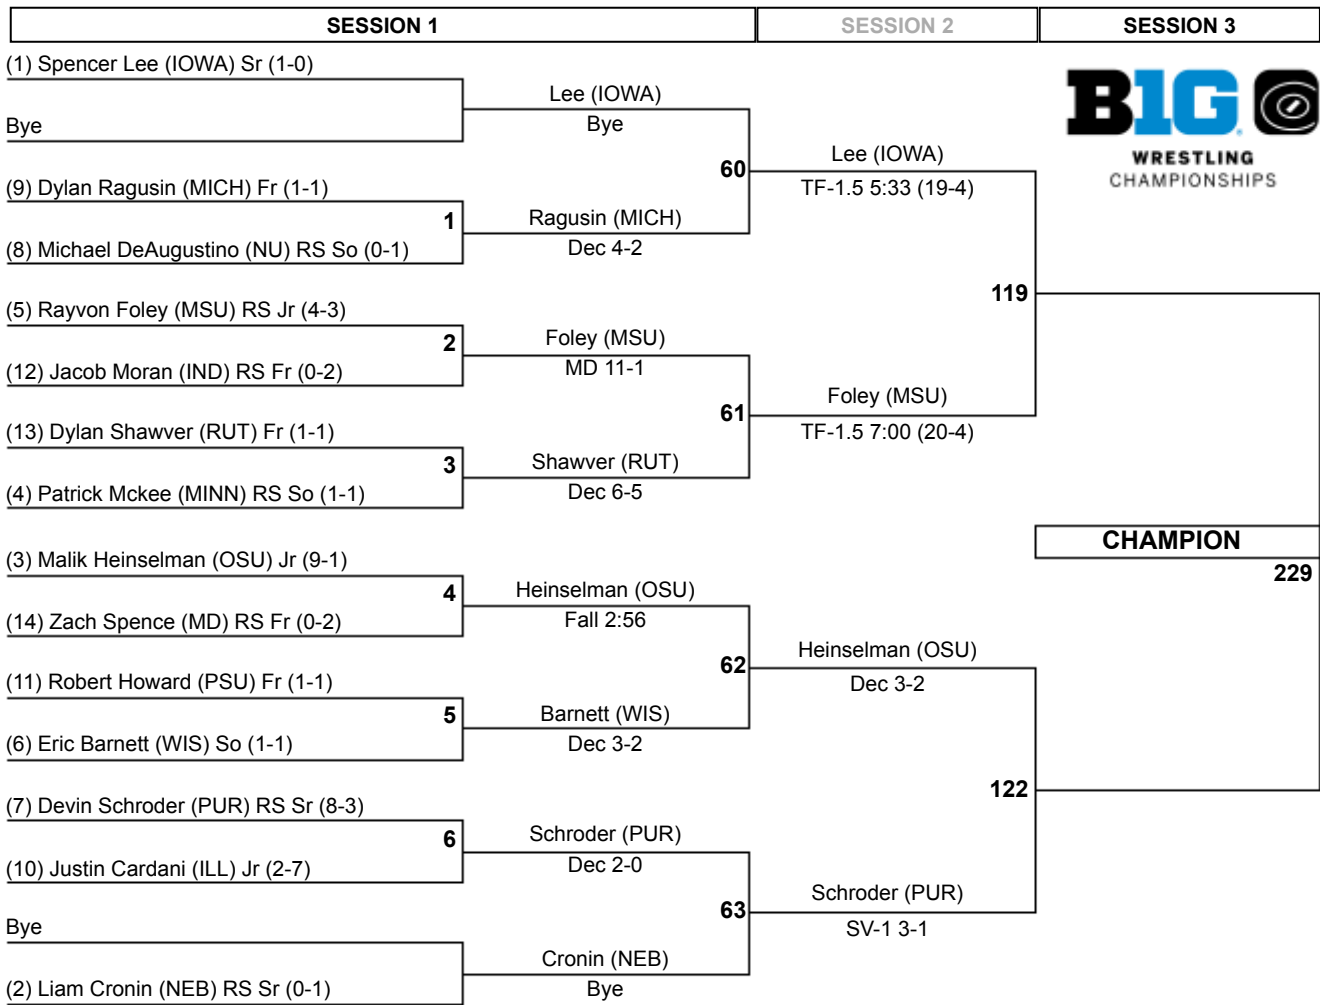 SESSION 1
SESSION 2
SESSION 3
B1G
WRESTLING
CHAMPIONSHIPS
(1) Spencer Lee (IOWA) Sr (1-0)
Bye
(9) Dylan Ragusin (MICH) Fr (1-1)
(8) Michael DeAugustino (NU) RS So (0-1)
(5) Rayvon Foley (MSU) RS Jr (4-3)
(12) Jacob Moran (IND) RS Fr (0-2)
(13) Dylan Shawver (RUT) Fr (1-1)
(4) Patrick Mckee (MINN) RS So (1-1)
(3) Malik Heinselman (OSU) Jr (9-1)
(14) Zach Spence (MD) RS Fr (0-2)
(11) Robert Howard (PSU) Fr (1-1)
(6) Eric Barnett (WIS) So (1-1)
(7) Devin Schroder (PUR) RS Sr (8-3)
(10) Justin Cardani (ILL) Jr (2-7)
Bye
(2) Liam Cronin (NEB) RS Sr (0-1)
1
2
3
4
5
6
Lee (IOWA)
Bye
Ragusin (MICH)
Dec 4-2
Foley (MSU)
MD 11-1
Shawver (RUT)
Dec 6-5
Heinselman (OSU)
Fall 2:56
Barnett (WIS)
Dec 3-2
Schroder (PUR)
Dec 2-0
Cronin (NEB)
Bye
60
61
62
63
Lee (IOWA)
TF-1.5 5:33 (19-4)
Foley (MSU)
TF-1.5 7:00 (20-4)
Heinselman (OSU)
Dec 3-2
Schroder (PUR)
SV-1 3-1
119
122
CHAMPION
229